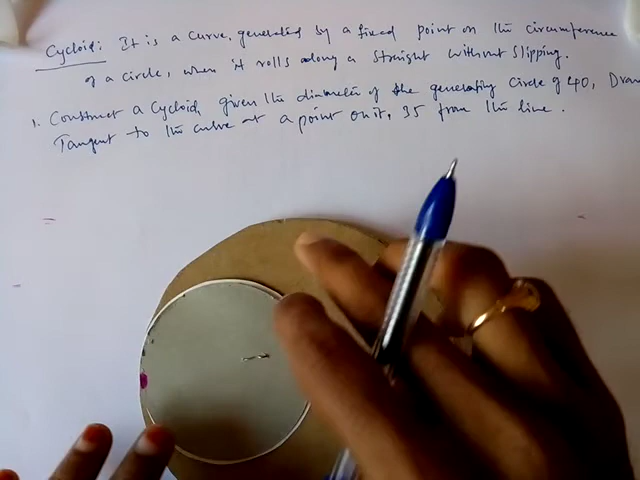 Cycloid: It is a curve, generated by a fixed point on the circumference
of a circle, when it rolls along a straight without slipping.
1. Construct a cycloid given the diameter of the generating circle of 40, Draw
Tangent to the curve at a point on it, 35 from the line.